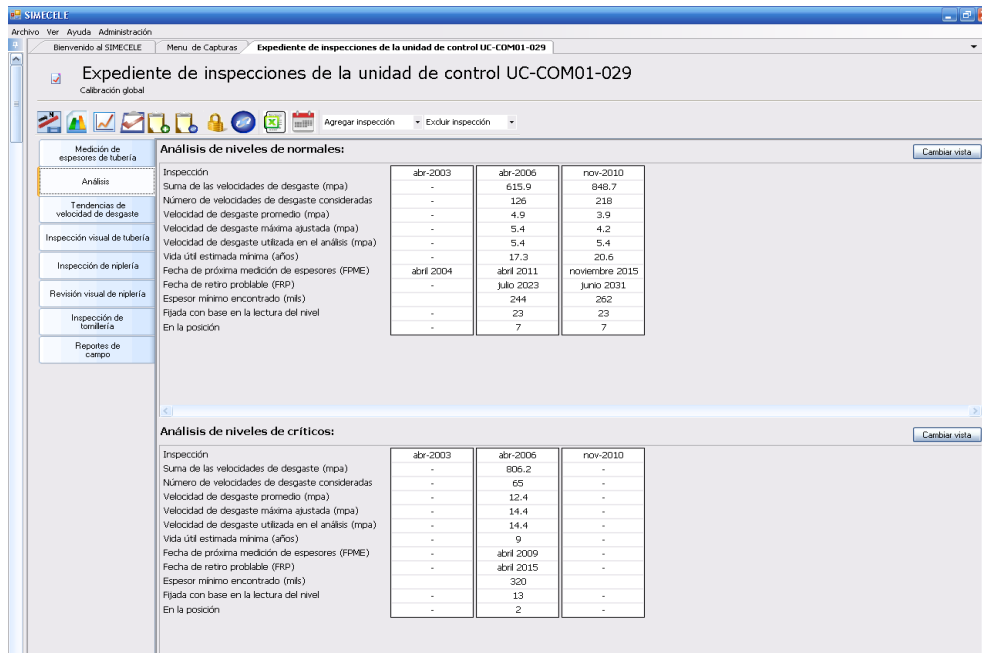 SIMECELE
Archivo Ver Ayuda Administración
Bienvenido al SIMECELE Menu de Capturas Expediente de inspecciones de la unidad de control UC-COM01-029
Expediente de inspecciones de la unidad de control UC-COM01-029
Calibración global
Agregar inspección Excluir inspección
Medición de espesores de tubería
Análisis
Tendencias de velocidad de desgaste
Inspección visual de tubería
Inspección de niplería
Revisión visual de niplería
Inspección de tornillería
Reportes de campo
Análisis de niveles de normales: Cambiar vista
Inspección abr-2003 abr-2006 nov-2010
Suma de las velocidades de desgaste (mpa) - 615.9 848.7
Número de velocidades de desgaste consideradas - 126 218
Velocidad de desgaste promedio (mpa) - 4.9 3.9
Velocidad de desgaste máxima ajustada (mpa) - 5.4 4.2
Velocidad de desgaste utilizada en el análisis (mpa) - 5.4 5.4
Vida útil estimada mínima (años) - 17.3 20.6
Fecha de próxima medición de espesores (FPME) abril 2004 abril 2011 noviembre 2015
Fecha de retiro problable (FRP) - julio 2023 junio 2031
Espesor mínimo encontrado (mils) 244 262
Fijada con base en la lectura del nivel - 23 23
En la posición - 7 7
Análisis de niveles de críticos: Cambiar vista
Inspección abr-2003 abr-2006 nov-2010
Suma de las velocidades de desgaste (mpa) - 806.2 -
Número de velocidades de desgaste consideradas - 65 -
Velocidad de desgaste promedio (mpa) - 12.4 -
Velocidad de desgaste máxima ajustada (mpa) - 14.4 -
Velocidad de desgaste utilizada en el análisis (mpa) - 14.4 -
Vida útil estimada mínima (años) - 9 -
Fecha de próxima medición de espesores (FPME) - abril 2009 -
Fecha de retiro problable (FRP) - abril 2015 -
Espesor mínimo encontrado (mils) 320
Fijada con base en la lectura del nivel - 13 -
En la posición - 2 -